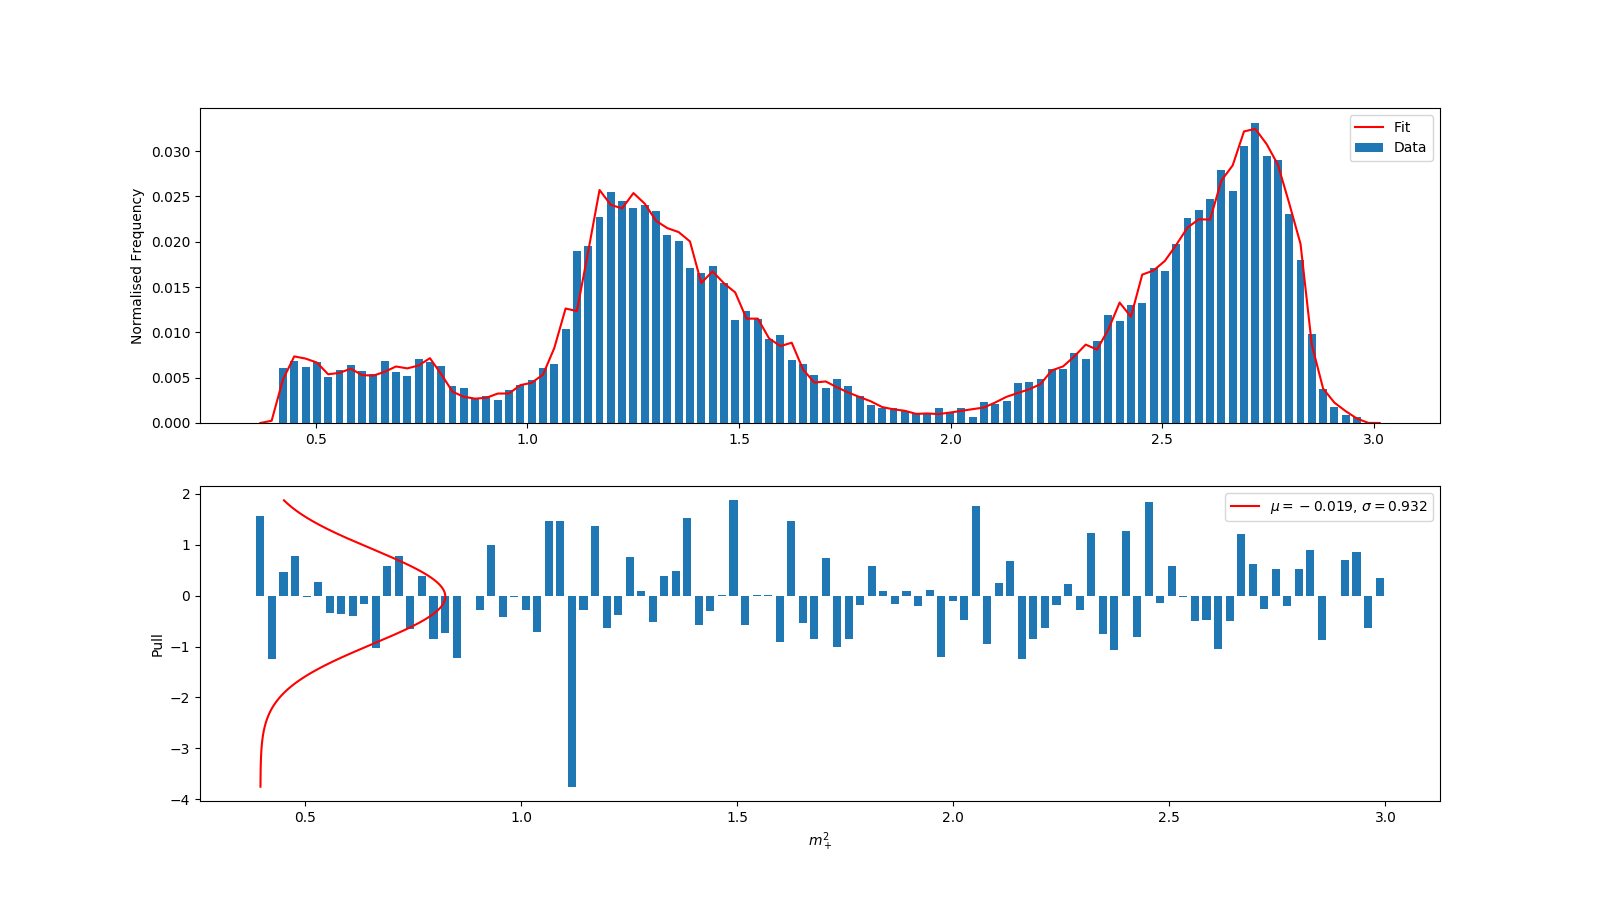 Normalised Frequency
0.030
0.025
0.020
0.015
0.010
0.005
0.000
0.5 1.0 1.5 2.0 2.5 3.0
Fit
Data
Pull
2
1
0
−1
−2
−3
−4
0.5 1.0 1.5 2.0 2.5 3.0
μ = −0.019, σ = 0.932
m²₊